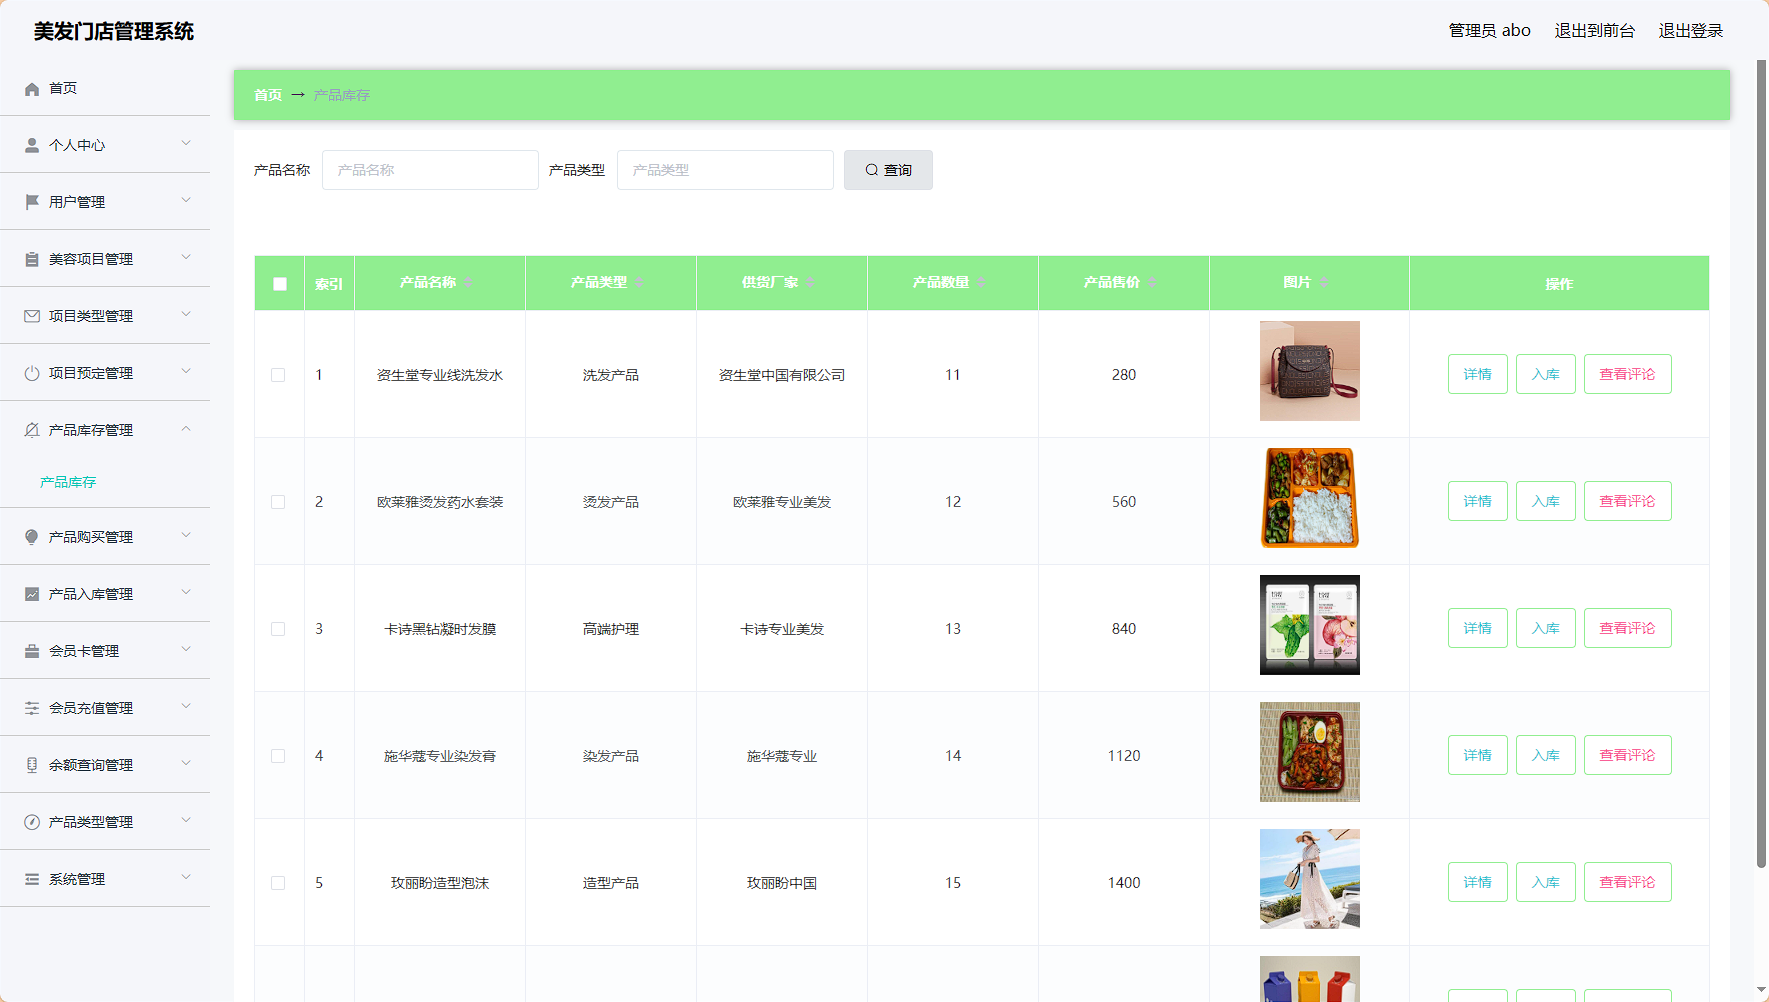 美发门店管理系统
管理员 abo 退出到前台 退出登录
首页
个人中心
用户管理
美容项目管理
项目类型管理
项目预定管理
产品库存管理
产品库存
产品购买管理
产品入库管理
会员卡管理
会员充值管理
余额查询管理
产品类型管理
系统管理
首页 → 产品库存
产品名称 产品名称 产品类型 产品类型 查询
索引 产品名称 产品类型 供货厂家 产品数量 产品售价 图片 操作
1 资生堂专业线洗发水 洗发产品 资生堂中国有限公司 11 280 详情 入库 查看评论
2 欧莱雅烫发药水套装 烫发产品 欧莱雅专业美发 12 560 详情 入库 查看评论
3 卡诗黑钻凝时发膜 高端护理 卡诗专业美发 13 840 详情 入库 查看评论
4 施华蔻专业染发膏 染发产品 施华蔻专业 14 1120 详情 入库 查看评论
5 玫丽盼造型泡沫 造型产品 玫丽盼中国 15 1400 详情 入库 查看评论